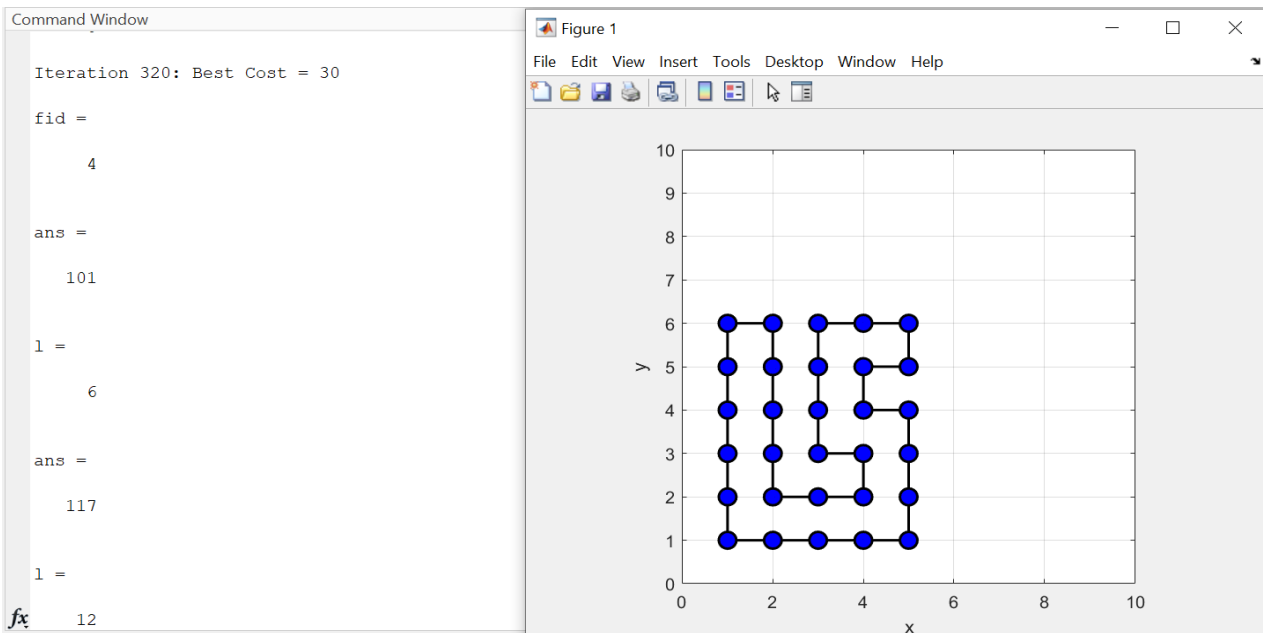 Command Window
Iteration 320: Best Cost = 30
fid =
4
ans =
101
l =
6
ans =
117
l =
12
fx
Figure 1
File Edit View Insert Tools Desktop Window Help
10
9
8
7
6
5
4
3
2
1
0
y
0 2 4 6 8 10
x